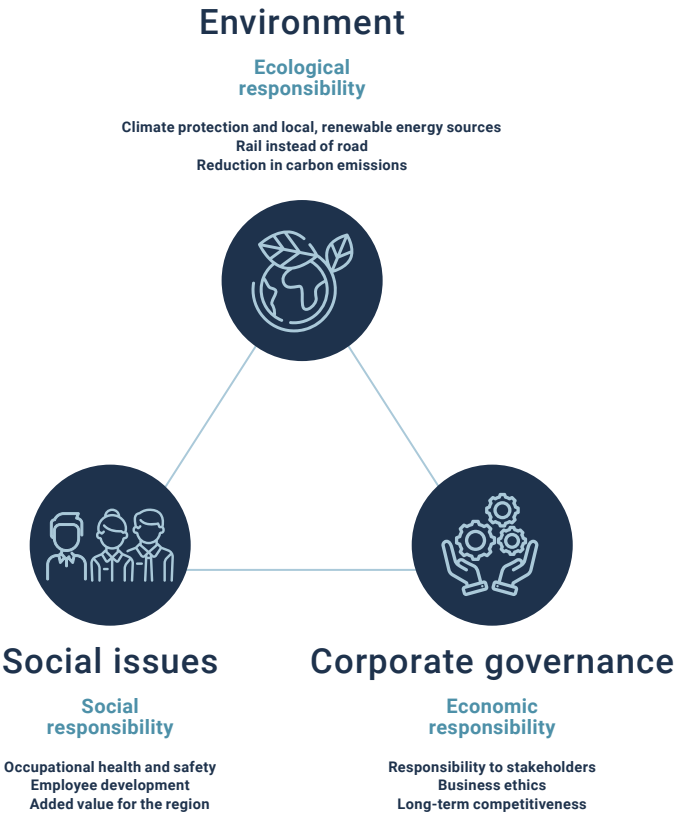 Environment
Ecological
responsibility
Climate protection and local, renewable energy sources
Rail instead of road
Reduction in carbon emissions
Social issues
Social
responsibility
Occupational health and safety
Employee development
Added value for the region
Corporate governance
Economic
responsibility
Responsibility to stakeholders
Business ethics
Long-term competitiveness